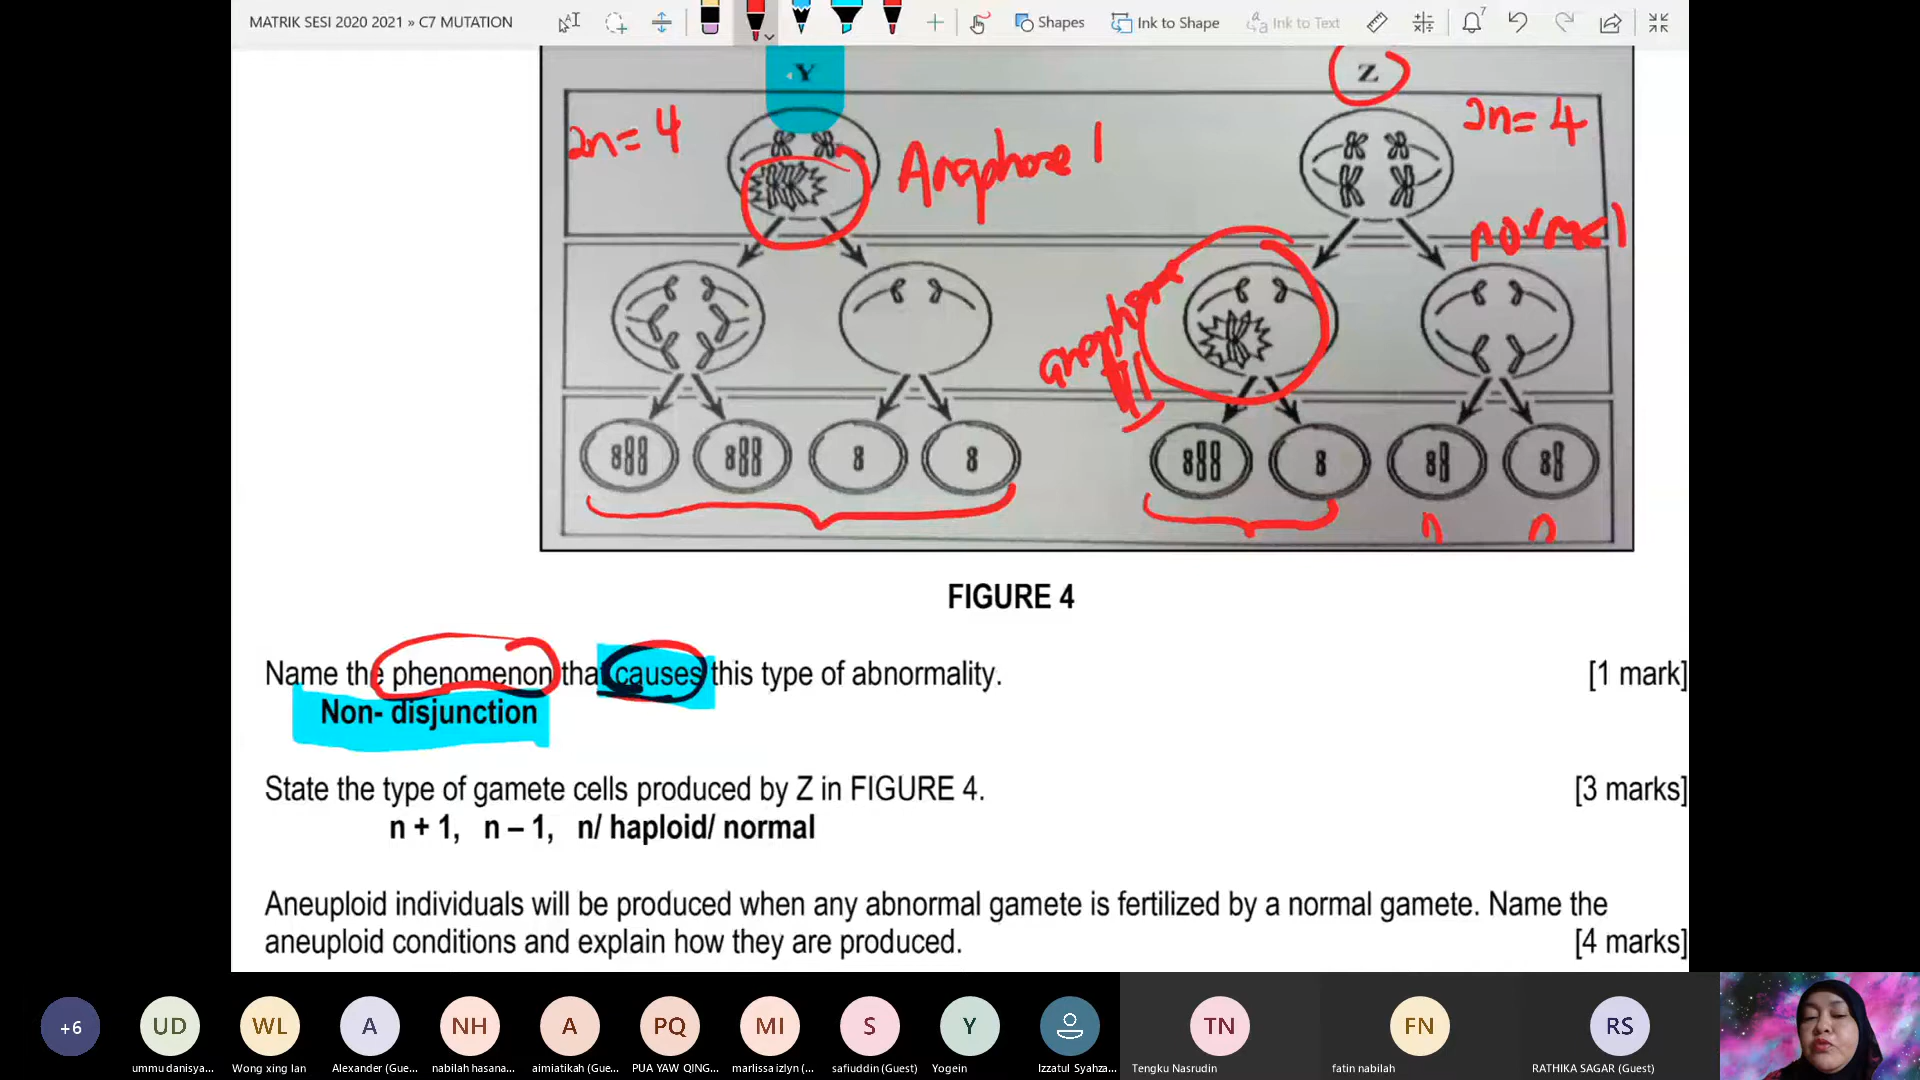 MATRIK SESI 2020 2021 » C7 MUTATION
Shapes
Ink to Shape
Ink to Text
7
Y
Z
2n = 4
Anaphase 1
2n = 4
normal
anaphase
II
n
n
FIGURE 4
Name the phenomenon that causes this type of abnormality.
[1 mark]
Non- disjunction
State the type of gamete cells produced by Z in FIGURE 4.
[3 marks]
n + 1, n – 1, n/ haploid/ normal
Aneuploid individuals will be produced when any abnormal gamete is fertilized by a normal gamete. Name the
aneuploid conditions and explain how they are produced.
[4 marks]
+6
UD
WL
A
NH
A
PQ
MI
S
Y
TN
FN
RS
ummu danisya...
Wong xing lan
Alexander (Gue...
nabilah hasana...
aimiatikah (Gue...
PUA YAW QING...
marlissa izlyn (...
safiuddin (Guest)
Yogein
Izzatul Syahza...
Tengku Nasrudin
fatin nabilah
RATHIKA SAGAR (Guest)